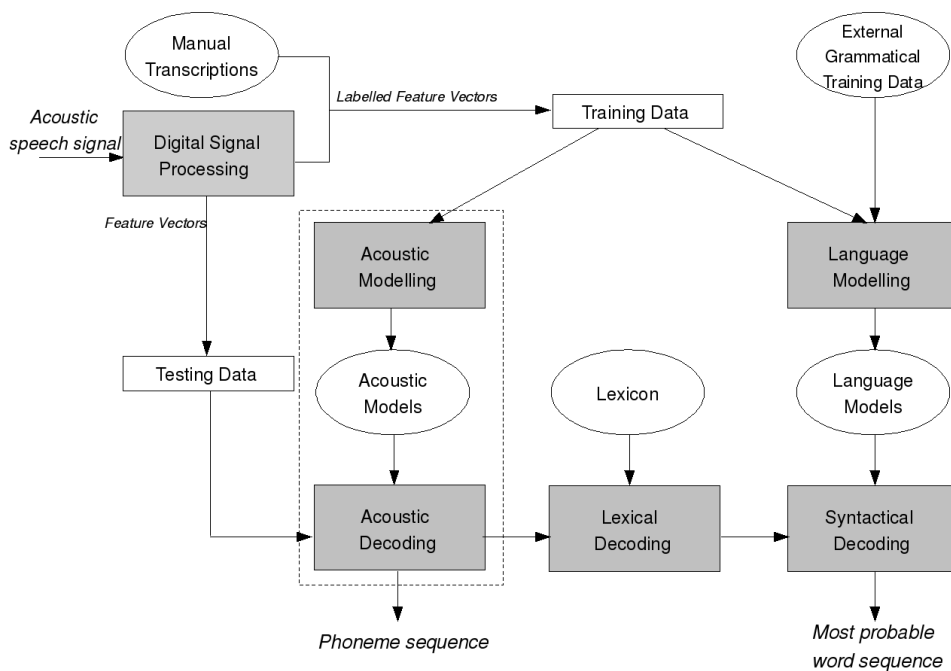 Manual
Transcriptions
External
Grammatical
Training Data
Labelled Feature Vectors
Training Data
Acoustic
speech signal
Digital Signal
Processing
Feature Vectors
Acoustic
Modelling
Language
Modelling
Testing Data
Acoustic
Models
Lexicon
Language
Models
Acoustic
Decoding
Lexical
Decoding
Syntactical
Decoding
Phoneme sequence
Most probable
word sequence